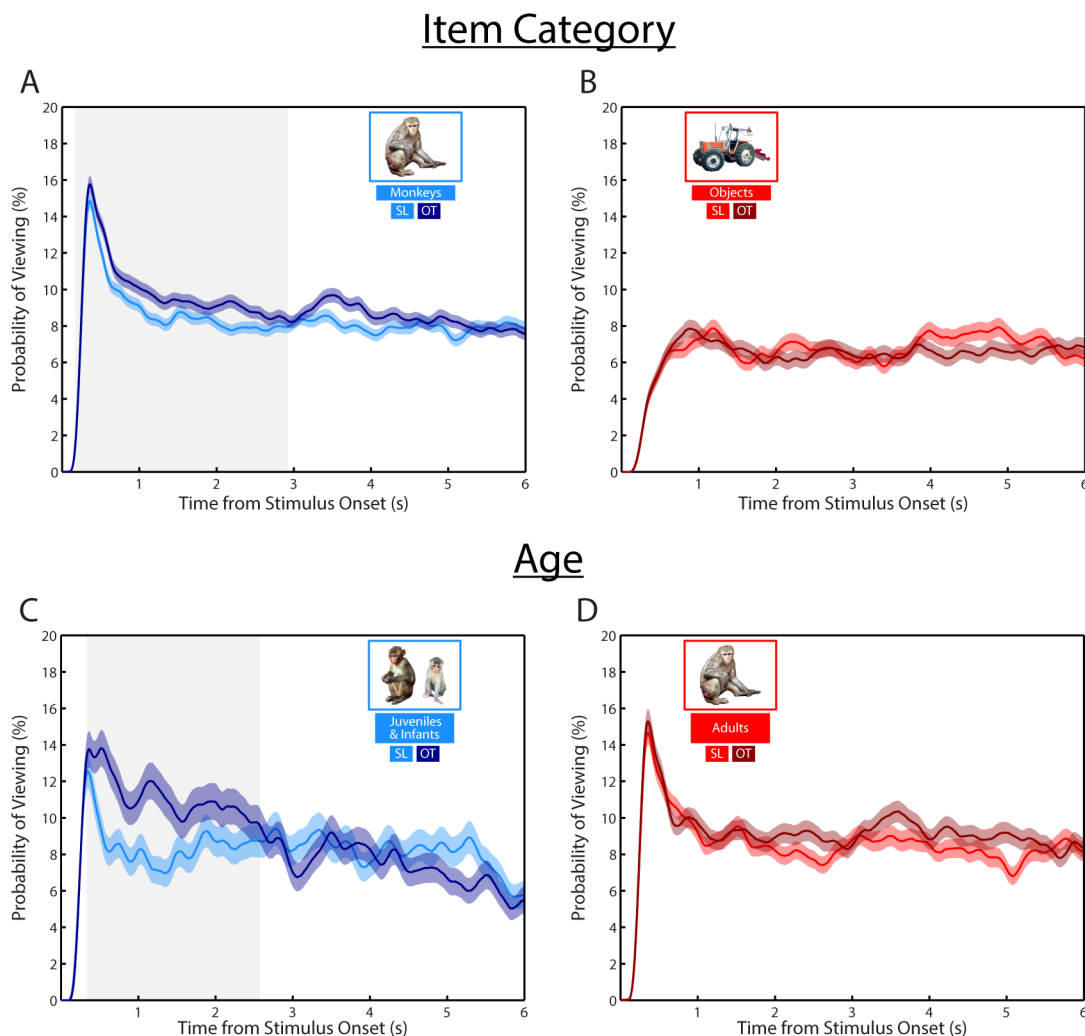 Item Category
A
20
18
16
14
12
10
8
6
4
2
0
Probability of Viewing (%)
Monkeys
SL OT
1 2 3 4 5 6
Time from Stimulus Onset (s)
B
20
18
16
14
12
10
8
6
4
2
0
Probability of Viewing (%)
Objects
SL OT
1 2 3 4 5 6
Time from Stimulus Onset (s)
Age
C
20
18
16
14
12
10
8
6
4
2
0
Probability of Viewing (%)
Juveniles
& Infants
SL OT
1 2 3 4 5 6
Time from Stimulus Onset (s)
D
20
18
16
14
12
10
8
6
4
2
0
Probability of Viewing (%)
Adults
SL OT
1 2 3 4 5 6
Time from Stimulus Onset (s)